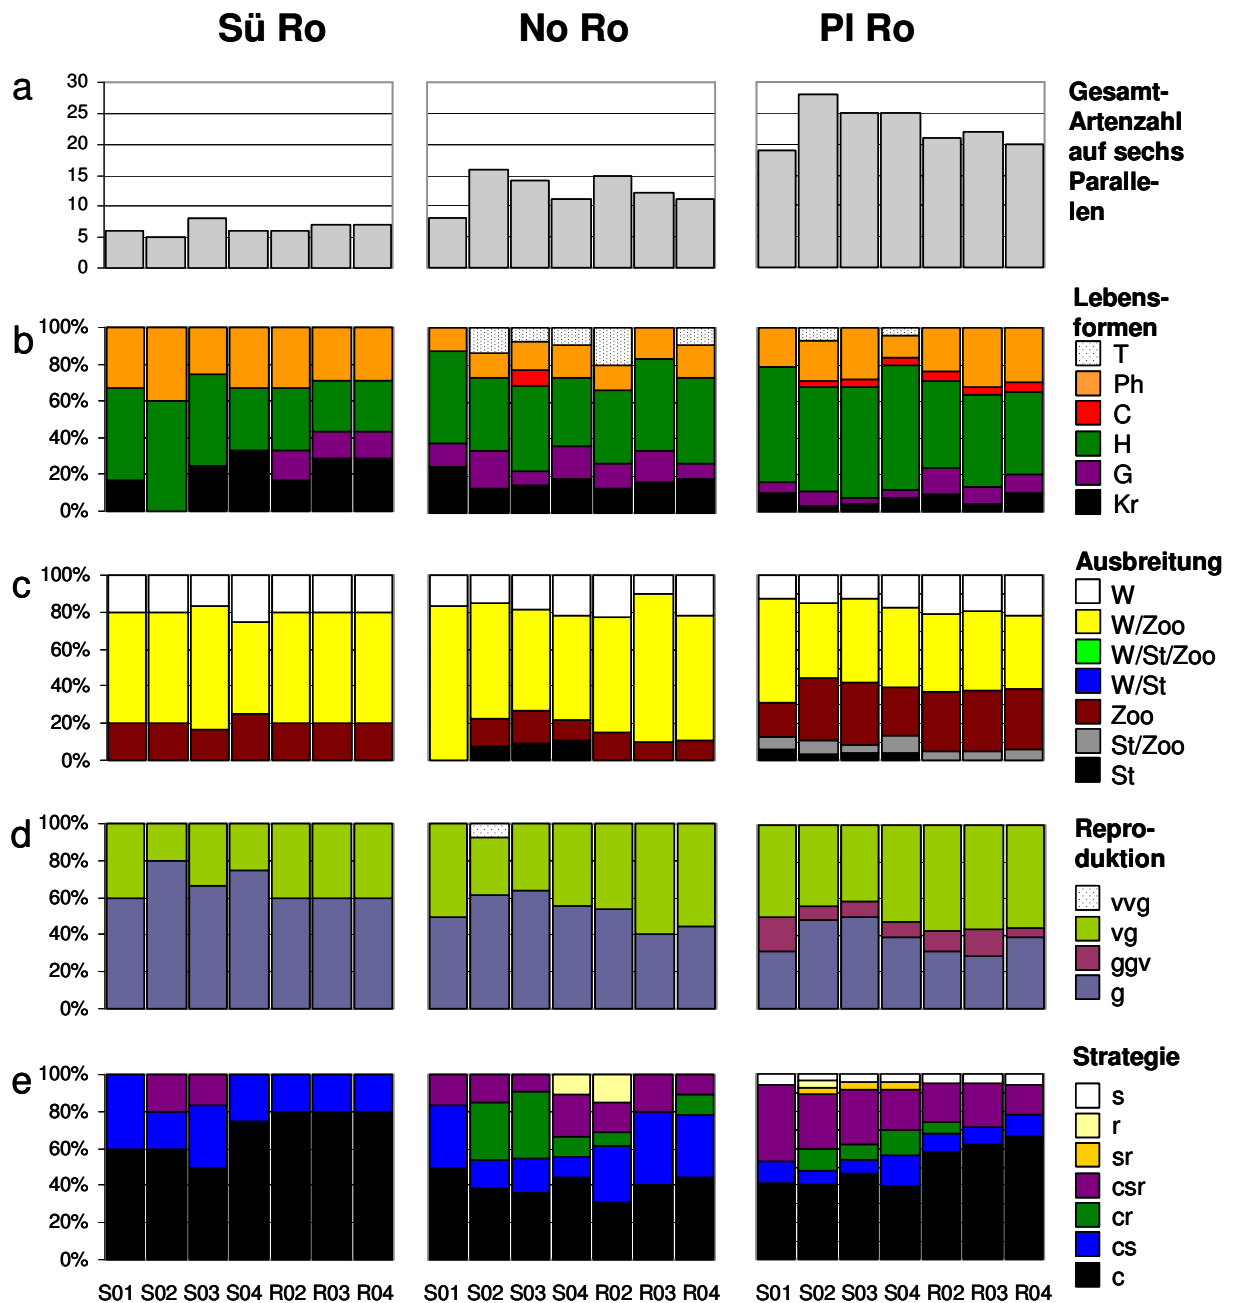 Sü Ro No Ro Pl Ro
a
30
25
20
15
10
5
0
Gesamt-
Artenzahl
auf sechs
Paralle-
len
b
100%
80%
60%
40%
20%
0%
Lebens-
formen
T
Ph
C
H
G
Kr
c
100%
80%
60%
40%
20%
0%
Ausbreitung
W
W/Zoo
W/St/Zoo
W/St
Zoo
St/Zoo
St
d
100%
80%
60%
40%
20%
0%
Repro-
duktion
vvg
vg
ggv
g
e
100%
80%
60%
40%
20%
0%
Strategie
s
r
sr
csr
cr
cs
c
S01 S02 S03 S04 R02 R03 R04 S01 S02 S03 S04 R02 R03 R04 S01 S02 S03 S04 R02 R03 R04